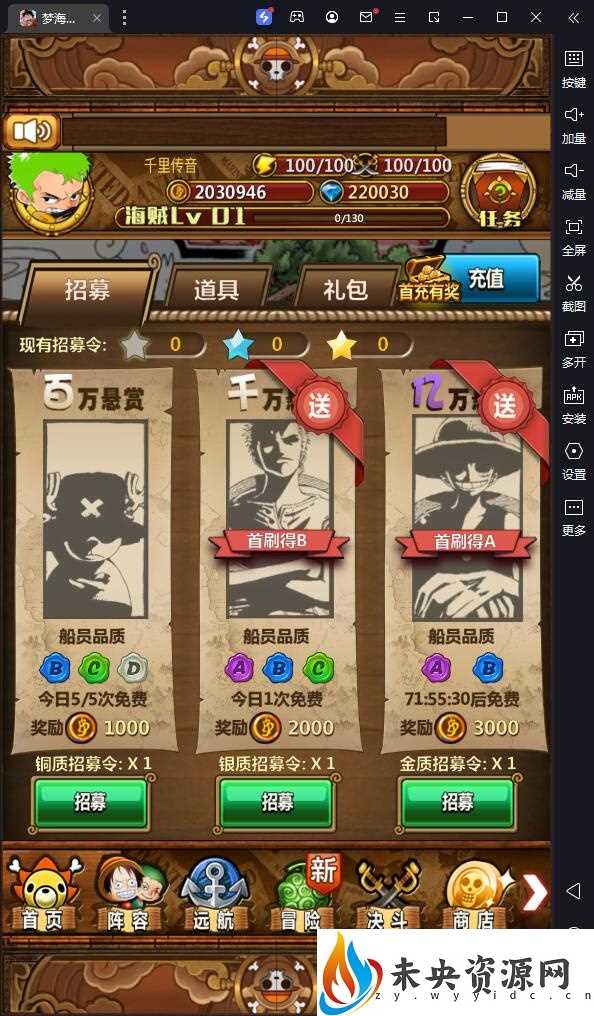 梦海...
按键
加量
减量
全屏
截图
多开
安装
设置
更多
千里传音
100/100
100/100
2030946
220030
海贼Lv 01
0/130
任务
招募
道具
礼包
首充有奖
充值
现有招募令:
0
0
0
百万悬赏
千万悬
送
亿万悬
送
首刷得B
首刷得A
船员品质
船员品质
船员品质
B C D
A B C
A B
今日5/5次免费
今日1次免费
71:55:30后免费
奖励 1000
奖励 2000
奖励 3000
铜质招募令: X 1
银质招募令: X 1
金质招募令: X 1
招募
招募
招募
新
首页
阵容
远航
冒险
决斗
商店
未央资源网
zy.wyyidc.cn